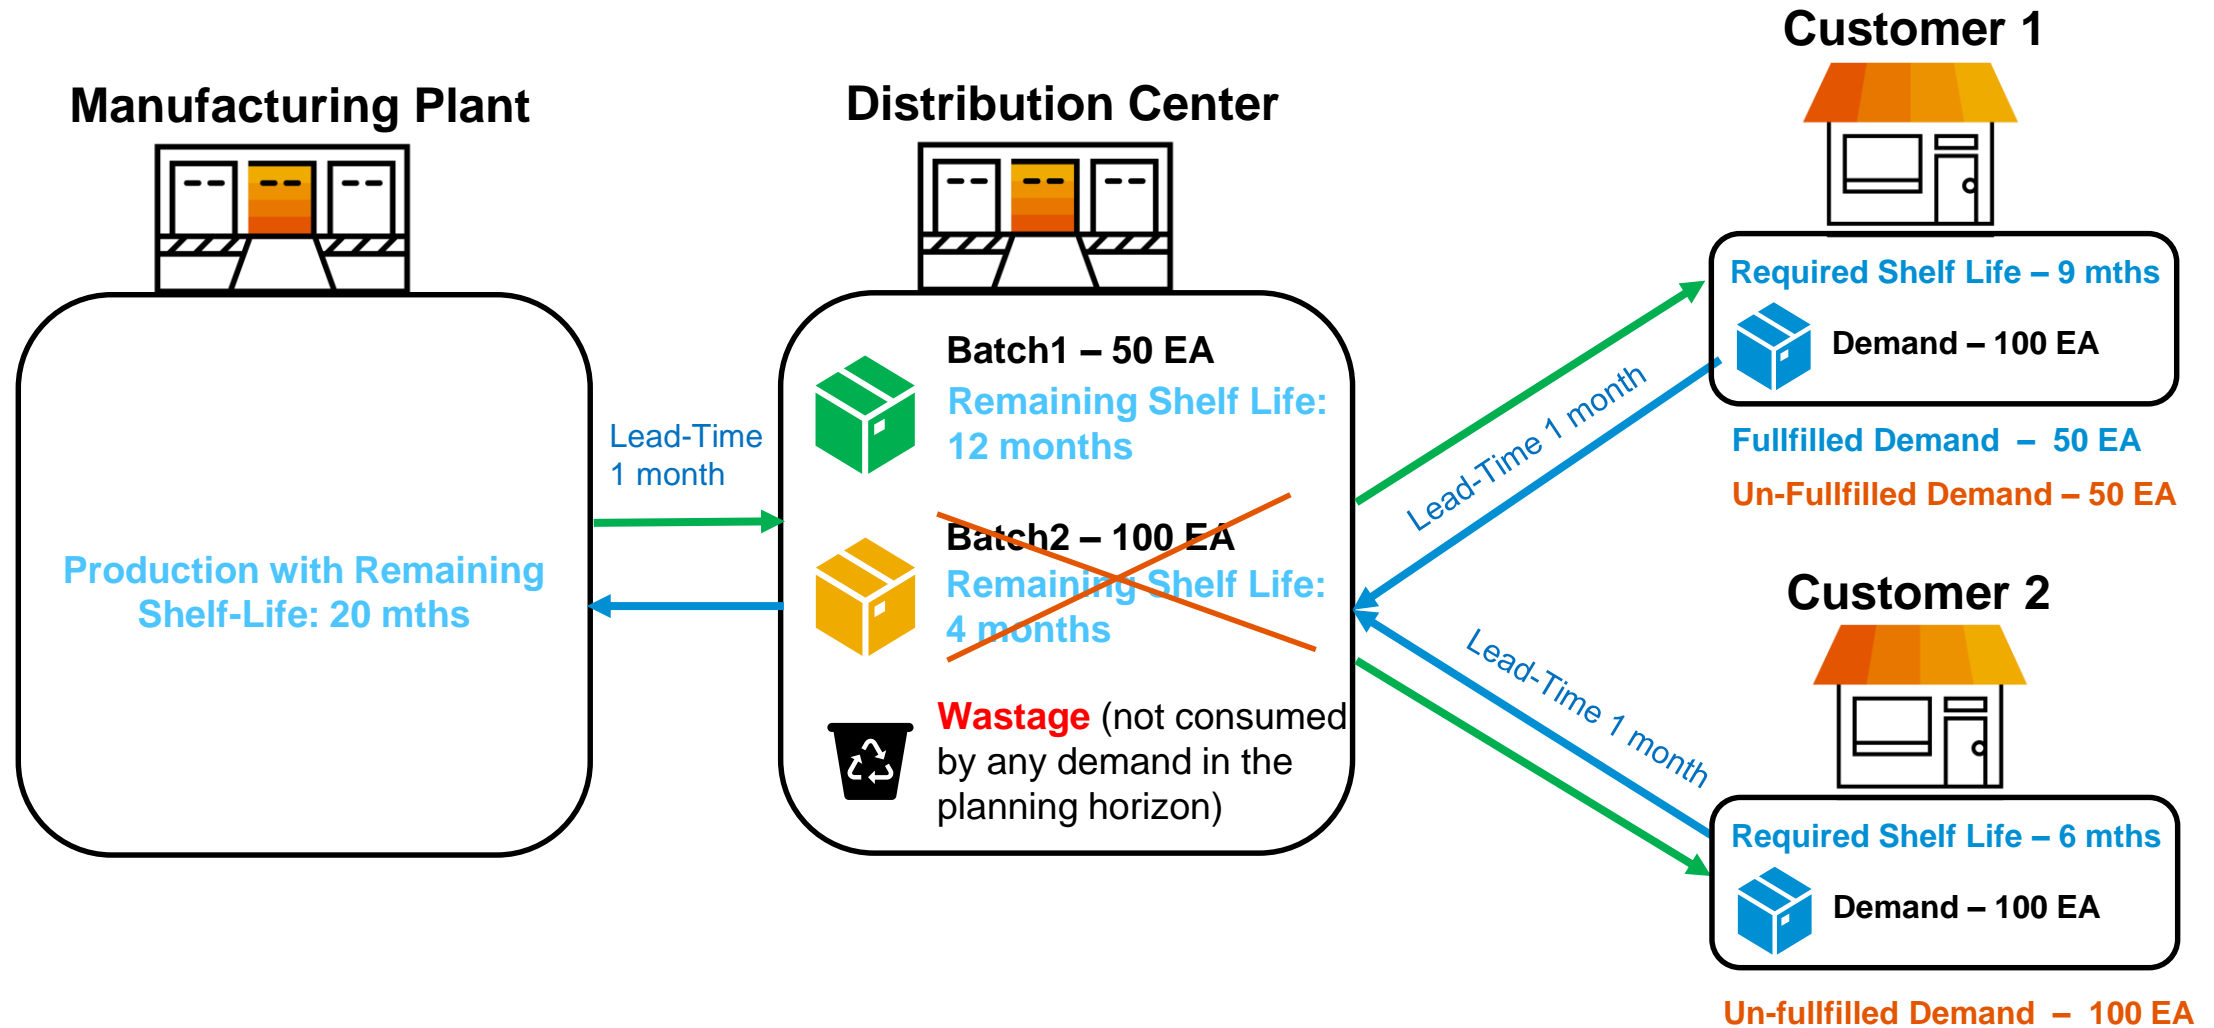 Manufacturing Plant
Production with Remaining
Shelf-Life: 20 mths
Lead-Time
1 month
Distribution Center
Batch1 – 50 EA
Remaining Shelf Life:
12 months
Batch2 – 100 EA
Remaining Shelf Life:
4 months
Wastage (not consumed
by any demand in the
planning horizon)
Lead-Time 1 month
Lead-Time 1 month
Customer 1
Required Shelf Life – 9 mths
Demand – 100 EA
Fullfilled Demand – 50 EA
Un-Fullfilled Demand – 50 EA
Customer 2
Required Shelf Life – 6 mths
Demand – 100 EA
Un-fullfilled Demand – 100 EA